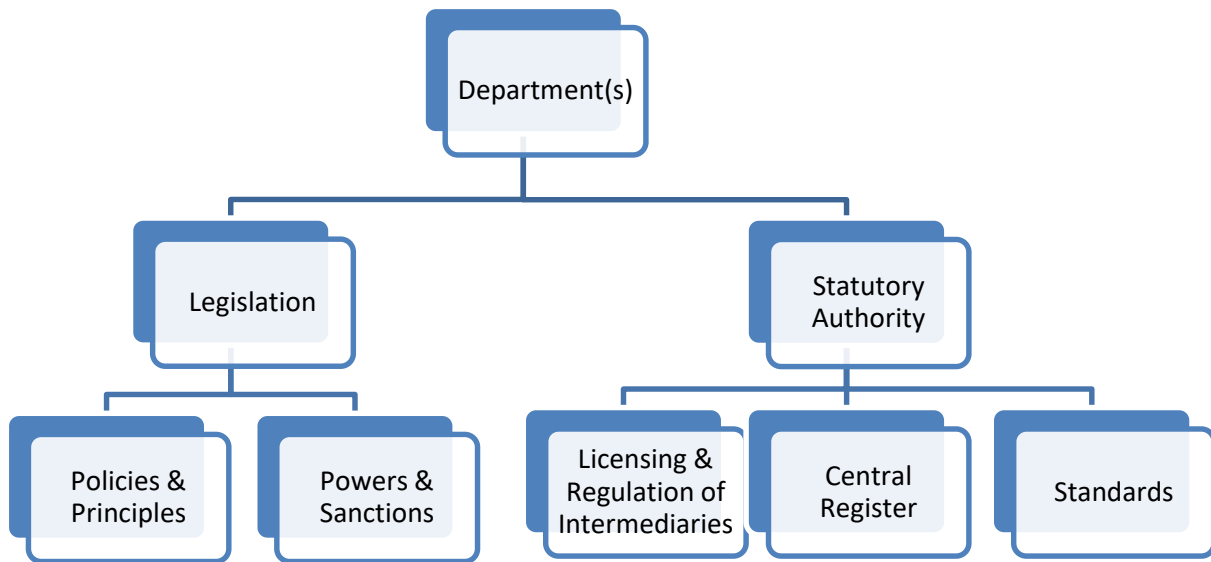 Department(s)
Legislation
Statutory
Authority
Policies &
Principles
Powers &
Sanctions
Licensing &
Regulation of
Intermediaries
Central
Register
Standards